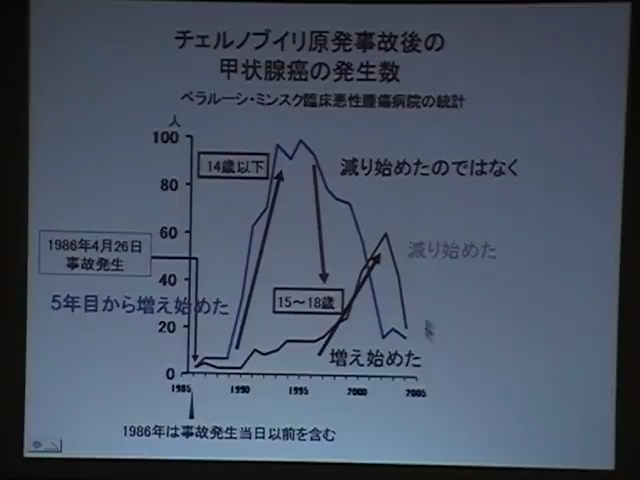 チェルノブイリ原発事故後の
甲状腺癌の発生数
ベラルーシ・ミンスク臨床悪性腫瘍病院の統計
人
100
14歳以下
減り始めたのではなく
80
60
1986年4月26日
事故発生
減り始めた
40
15～18歳
5年目から増え始めた
20
増え始めた
0
1985
1990
1995
2000
2005
1986年は事故発生当日以前を含む